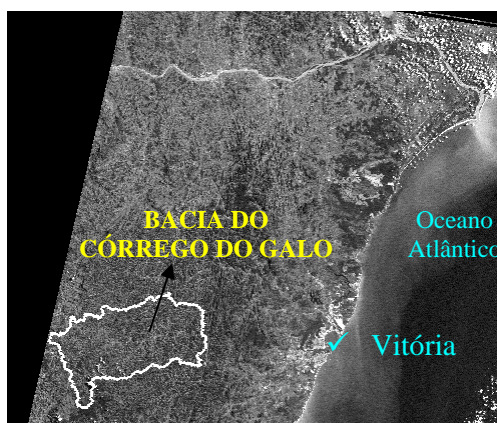 BACIA DO
CÓRREGO DO GALO
Oceano
Atlântico
Vitória